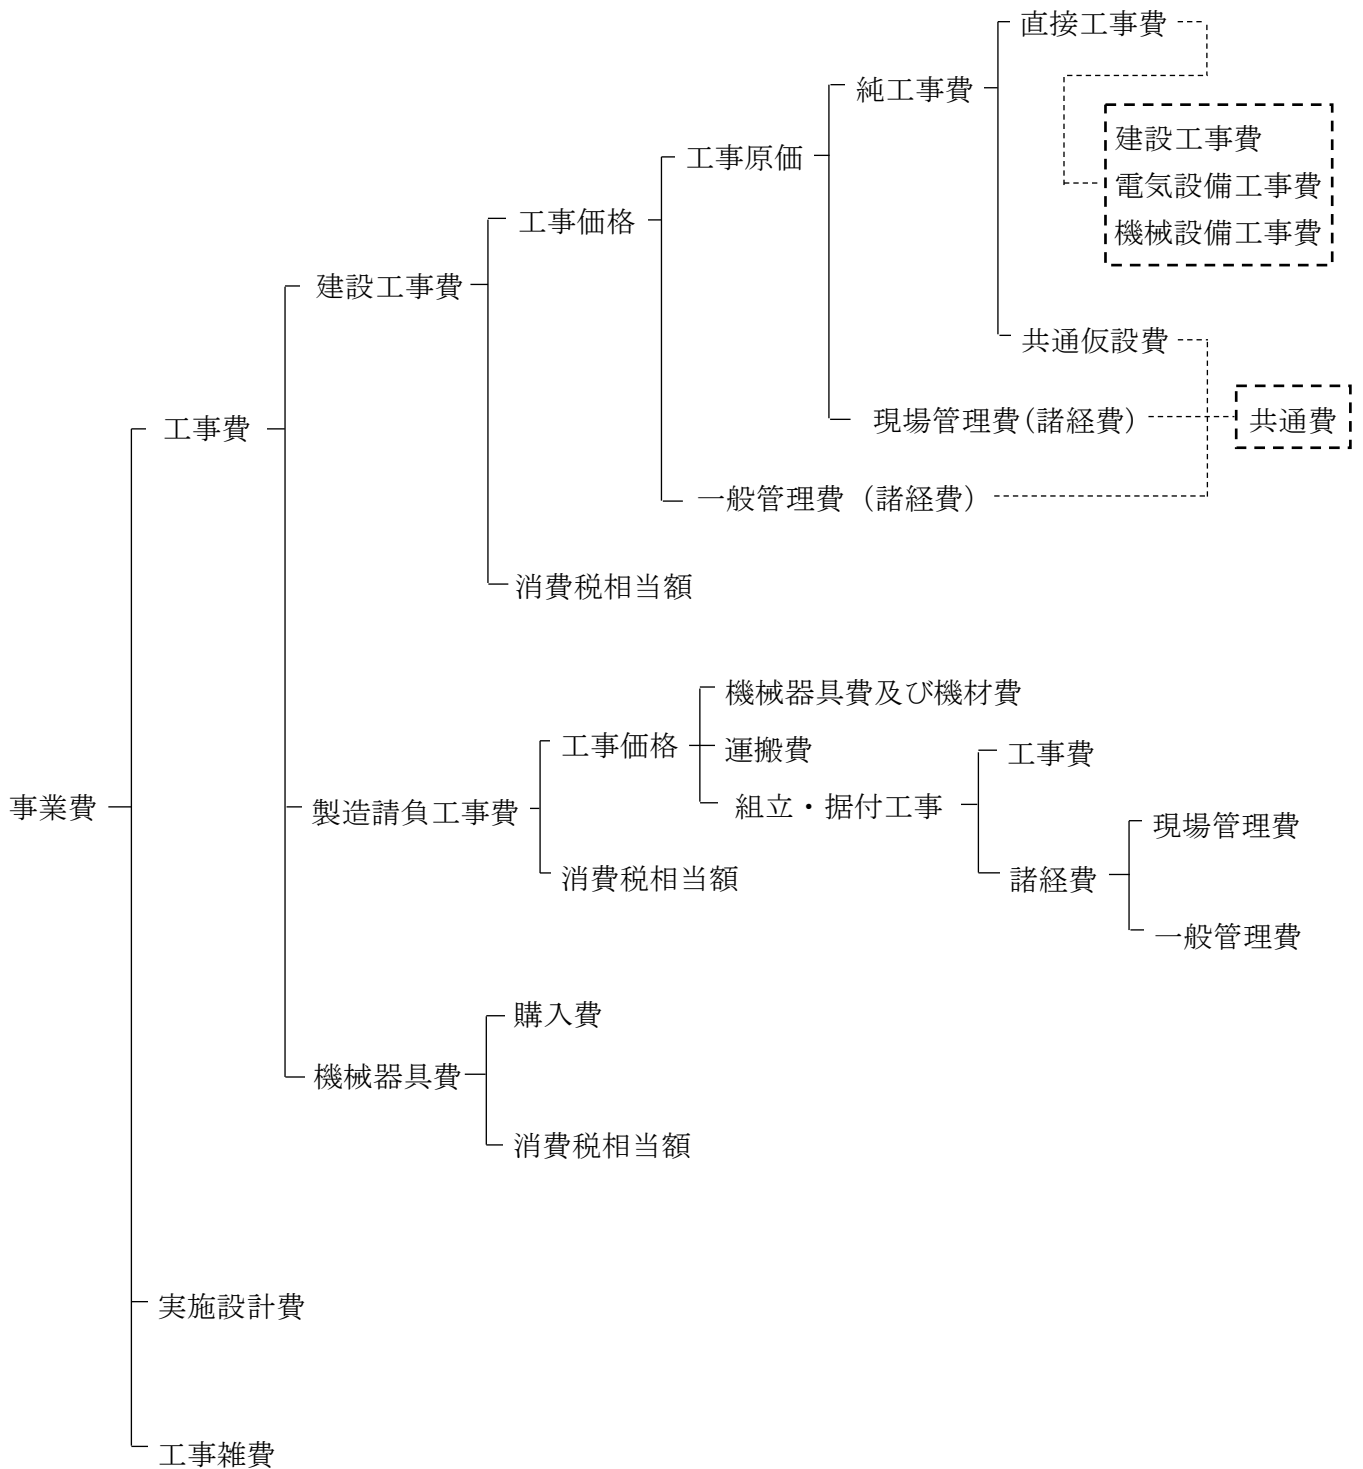 直接工事費
純工事費
建設工事費
工事原価
電気設備工事費
工事価格
機械設備工事費
建設工事費
共通仮設費
現場管理費(諸経費)
共通費
工事費
一般管理費（諸経費）
消費税相当額
機械器具費及び機材費
工事価格
運搬費
工事費
事業費
製造請負工事費
組立・据付工事
現場管理費
消費税相当額
諸経費
一般管理費
購入費
機械器具費
消費税相当額
実施設計費
工事雑費